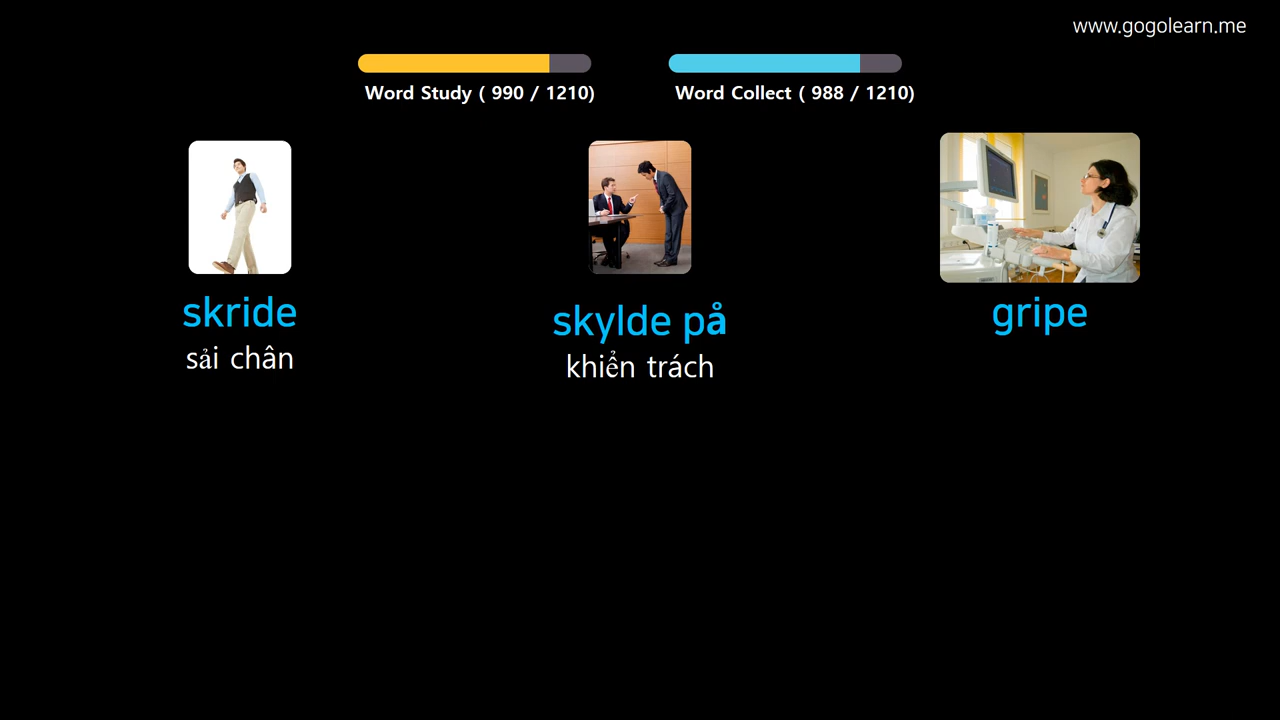 www.gogolearn.me
Word Study ( 990 / 1210)
Word Collect ( 988 / 1210)
skride
sải chân
skylde på
khiển trách
gripe